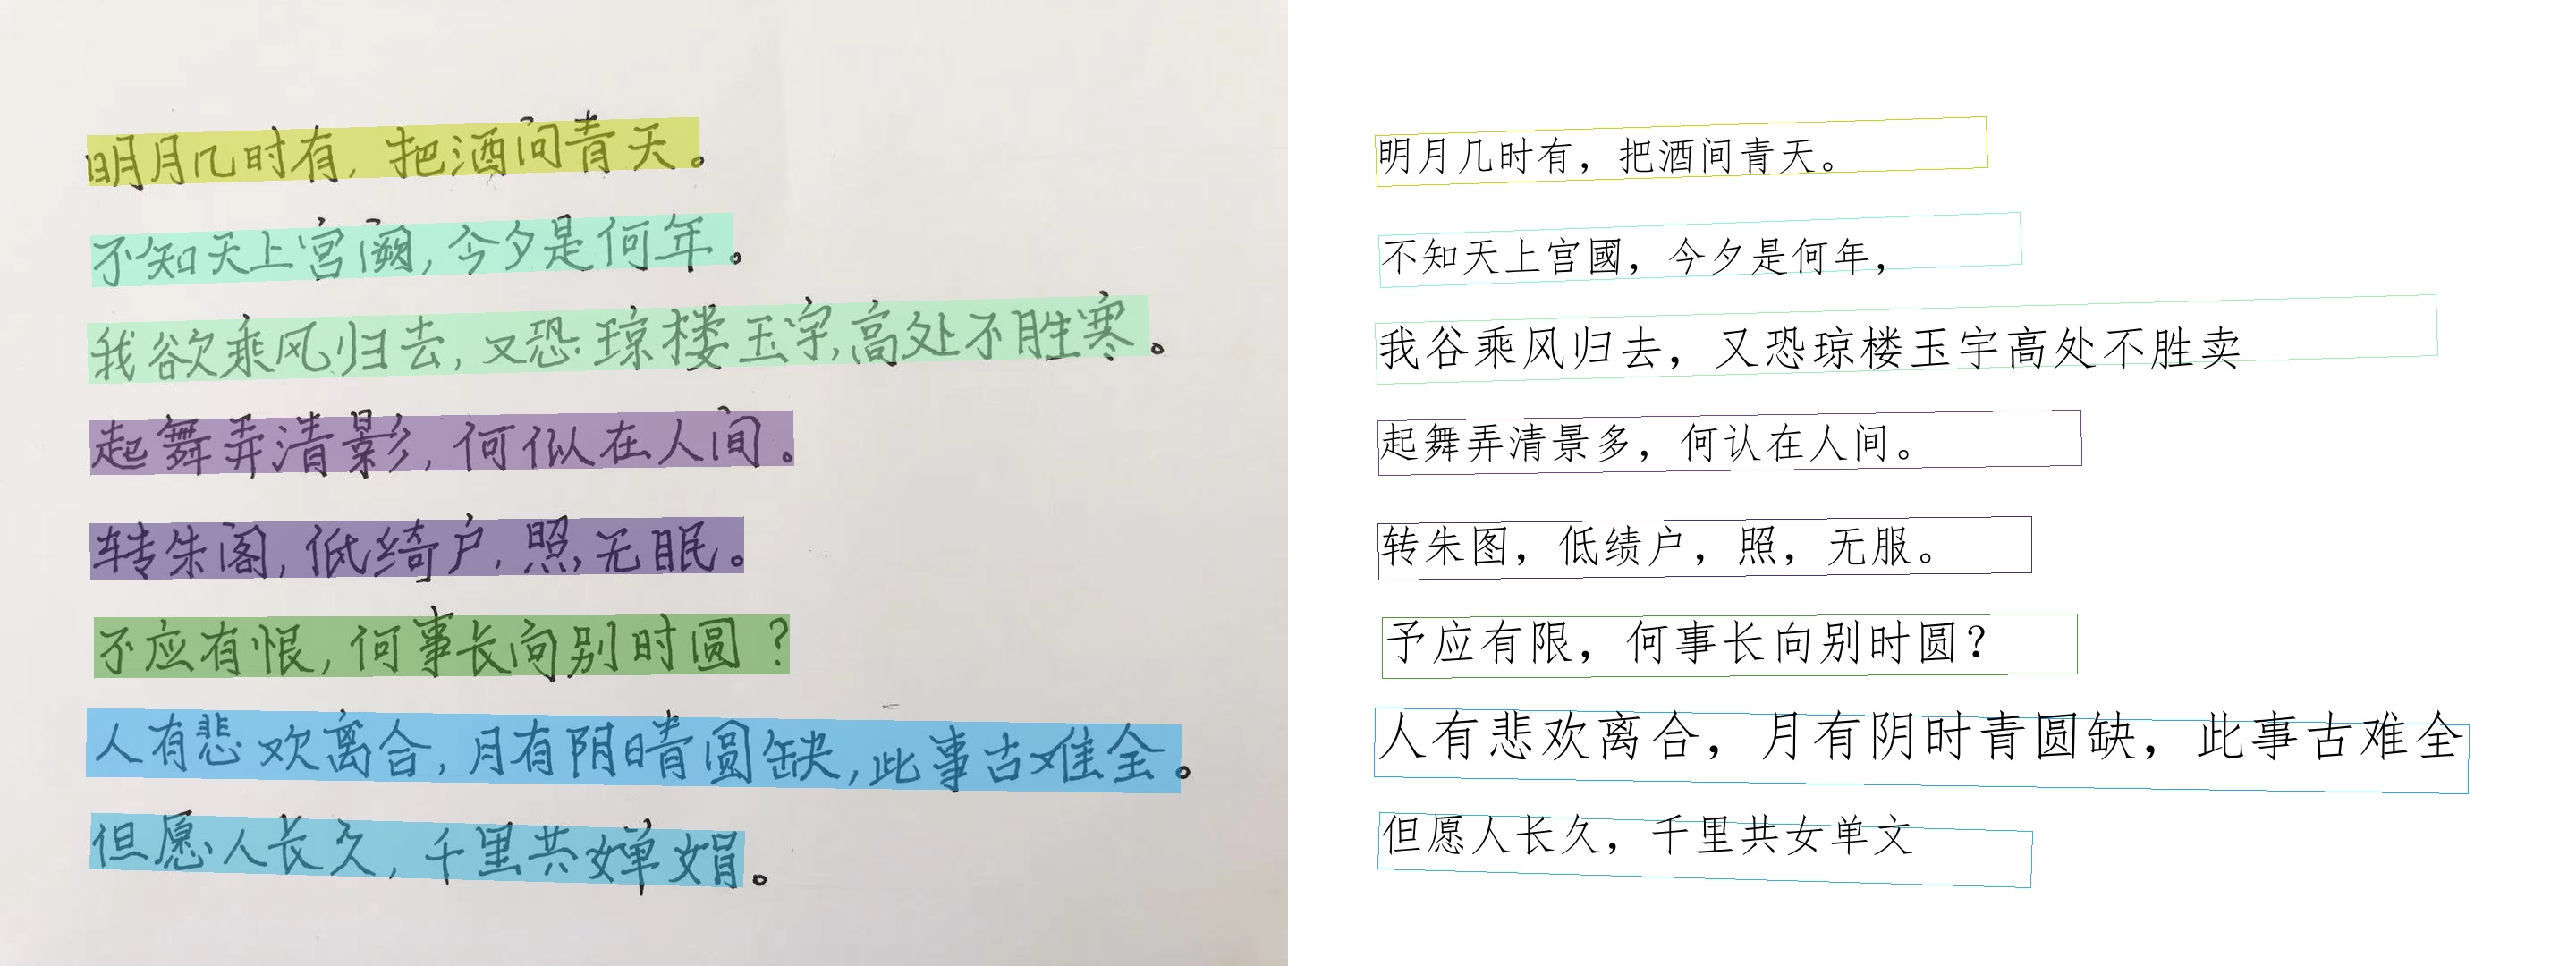 明月几时有，把酒问青天。
不知天上宫阙，今夕是何年。
我欲乘风归去，又恐琼楼玉宇，高处不胜寒。
起舞弄清影，何似在人间。
转朱阁，低绮户，照无眠。
不应有恨，何事长向别时圆？
人有悲欢离合，月有阴晴圆缺，此事古难全。
但愿人长久，千里共婵娟。
明月几时有，把酒间青天。
不知天上宫國，今夕是何年，
我谷乘风归去，又恐琼楼玉宇高处不胜卖
起舞弄清景多，何认在人间。
转朱图，低绩户，照，无服。
予应有限，何事长向别时圆？
人有悲欢离合，月有阴时青圆缺，此事古难全
但愿人长久，千里共女单文